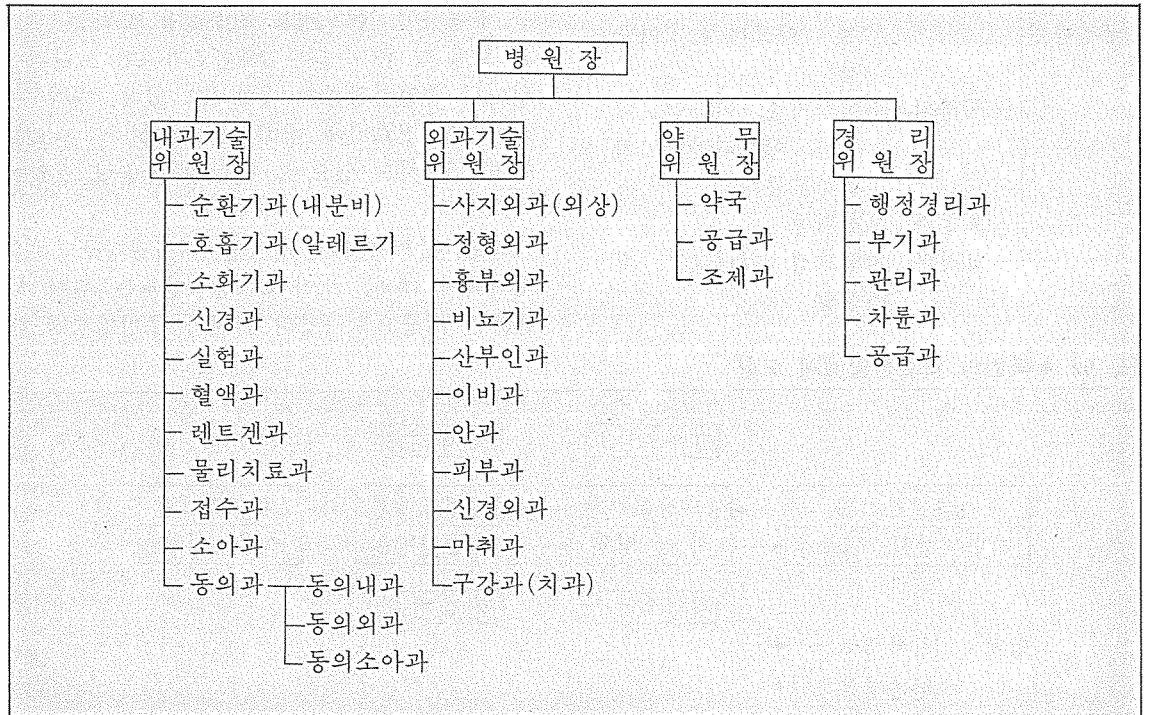 병 원 장
내과기술
위 원 장
순환기과(내분비)
호흡기과(알레르기
소화기과
신경과
실험과
혈액과
렌트겐과
물리치료과
접수과
소아과
동의과
동의내과
동의외과
동의소아과
외과기술
위 원 장
사지외과(외상)
정형외과
흉부외과
비뇨기과
산부인과
이비과
안과
피부과
신경외과
마취과
구강과(치과)
약 무
위 원 장
약국
공급과
조제과
경 리
위 원 장
행정경리과
부기과
관리과
차륜과
공급과